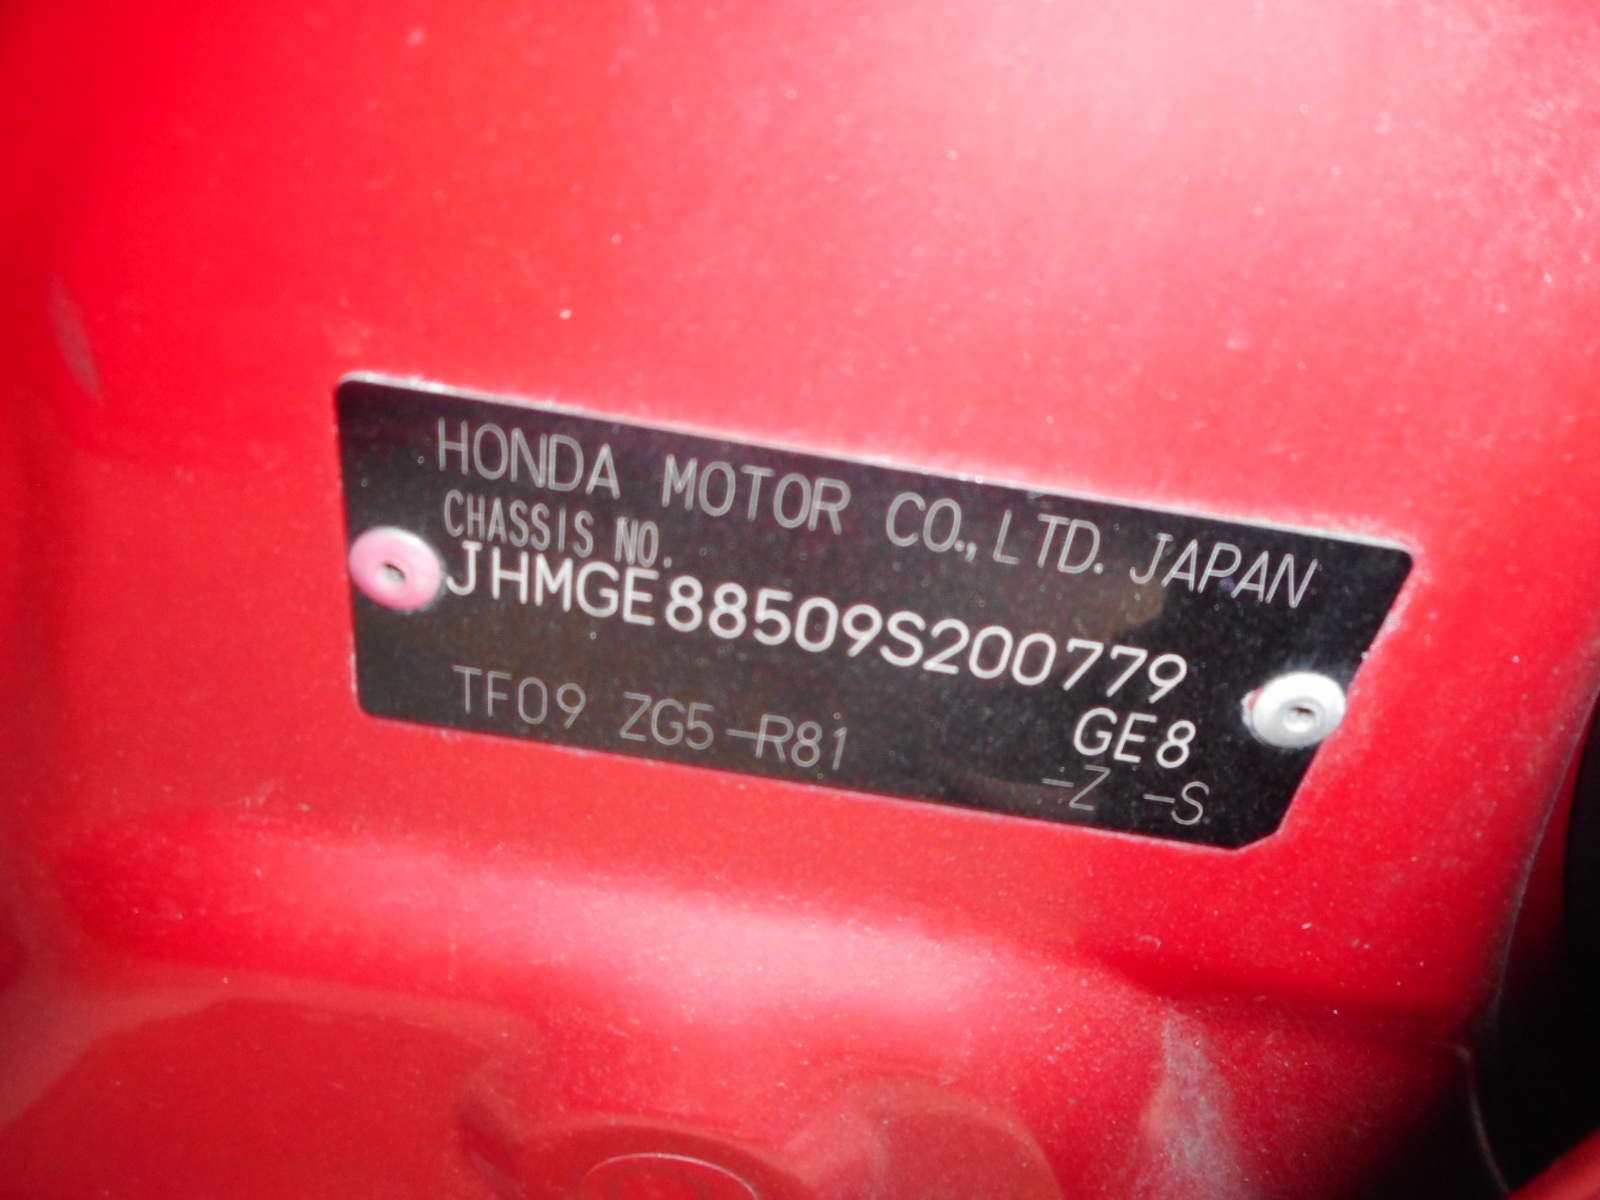 HONDA MOTOR CO., LTD. JAPAN
CHASSIS NO.
JHMGE88509S200779
GE8
TF09 ZG5-R81
-Z -S